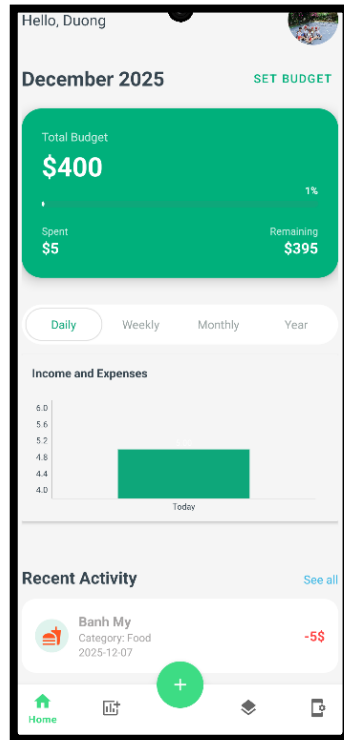 Hello, Duong
December 2025 SET BUDGET
Total Budget
$400
1%
Spent Remaining
$5 $395
Daily Weekly Monthly Year
Income and Expenses
6.0
5.6
5.2
4.8
4.4
4.0
Today
Recent Activity See all
Banh My
Category: Food -5$
2025-12-07
+
Home